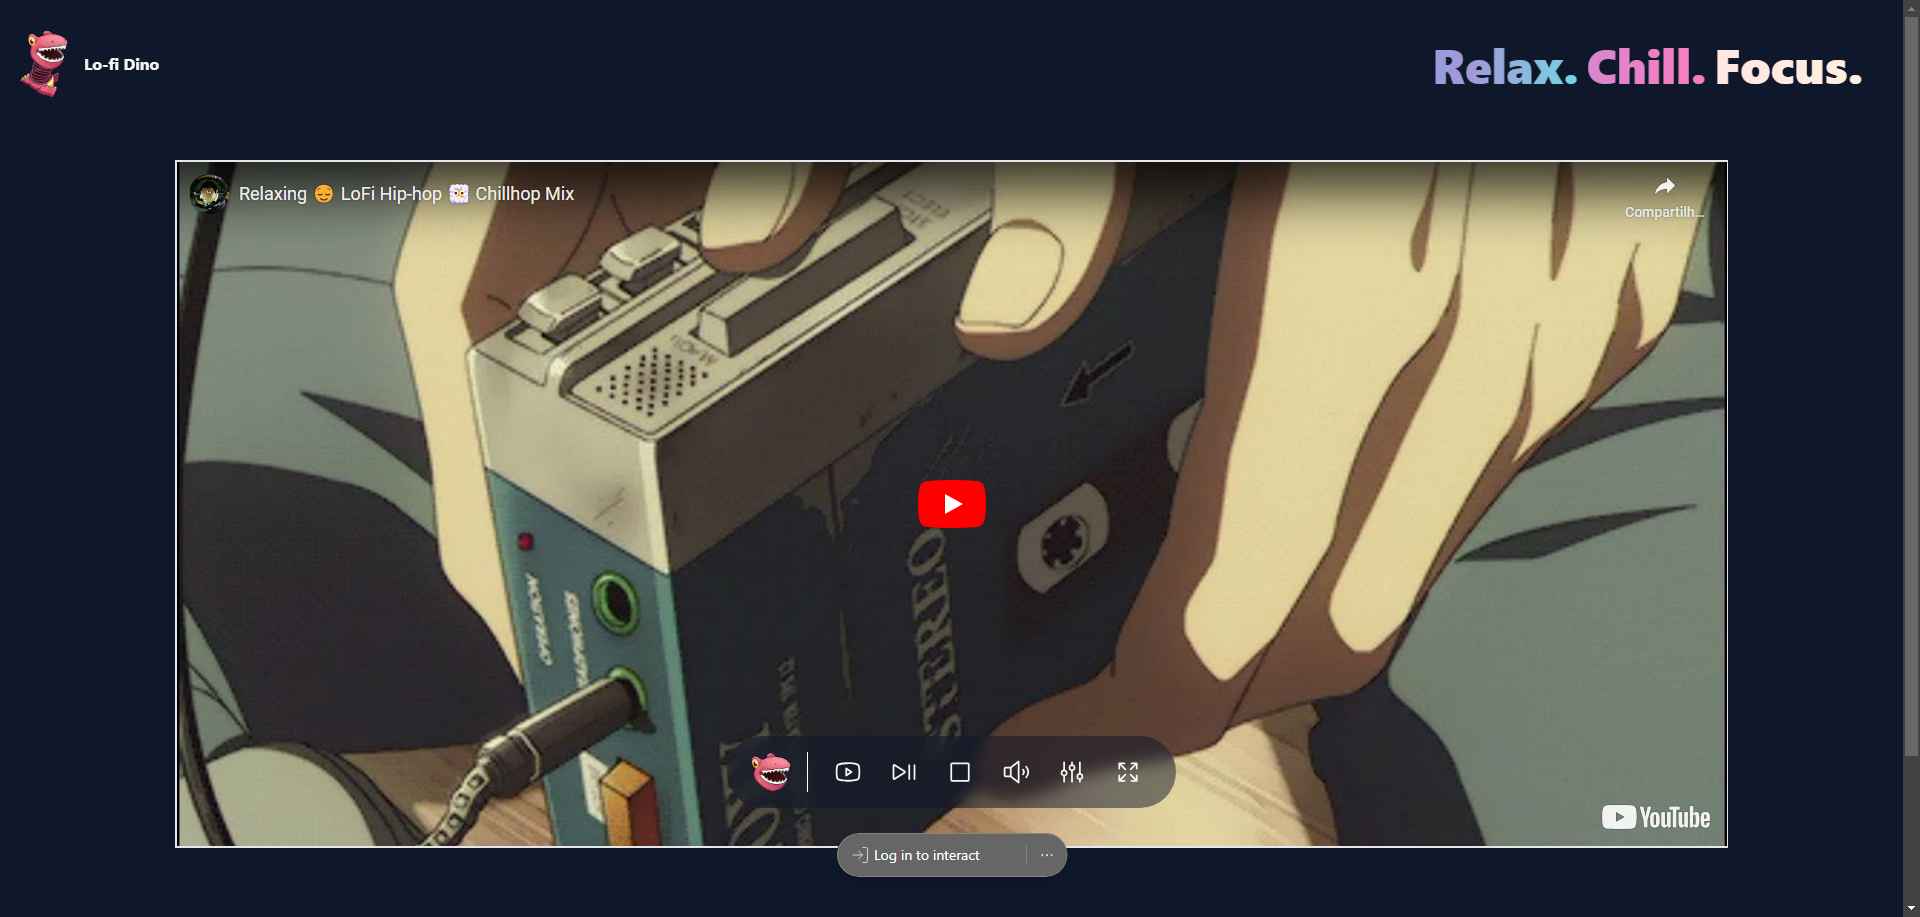 Lo-fi Dino
Relax. Chill. Focus.
Relaxing 😌 LoFi Hip-hop 💮 Chillhop Mix
Compartilh...
STEREO
YouTube
Log in to interact